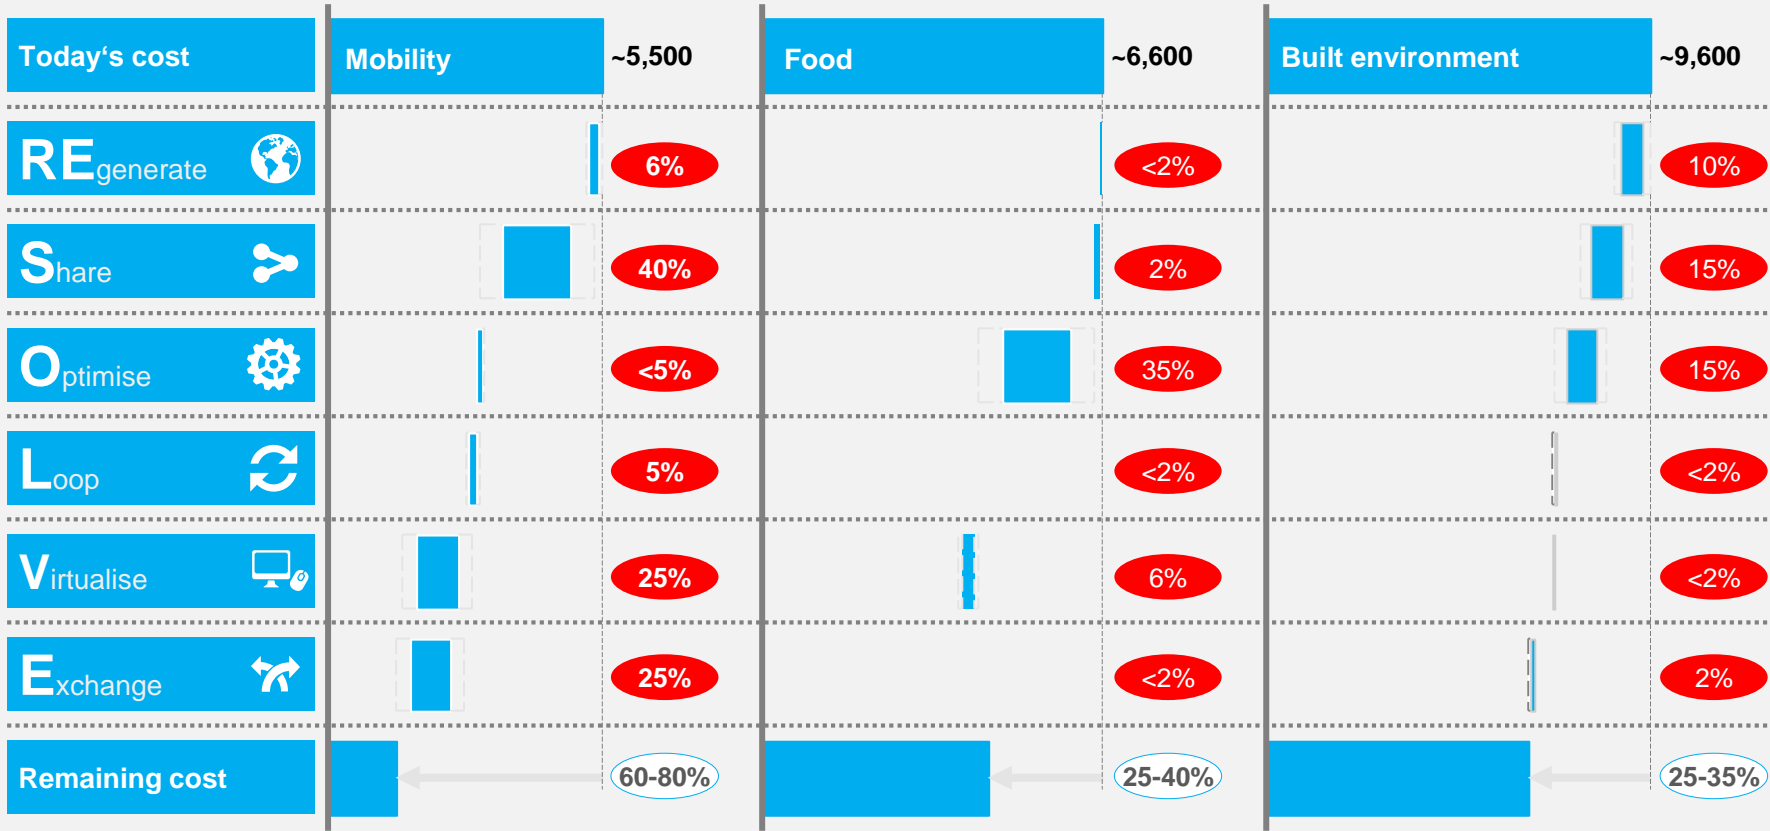 Today's cost Mobility ~5,500 Food ~6,600 Built environment ~9,600
REgenerate 6% <2% 10%
Share 40% 2% 15%
Optimise <5% 35% 15%
Loop 5% <2% <2%
Virtualise 25% 6% <2%
Exchange 25% <2% 2%
Remaining cost 60-80% 25-40% 25-35%